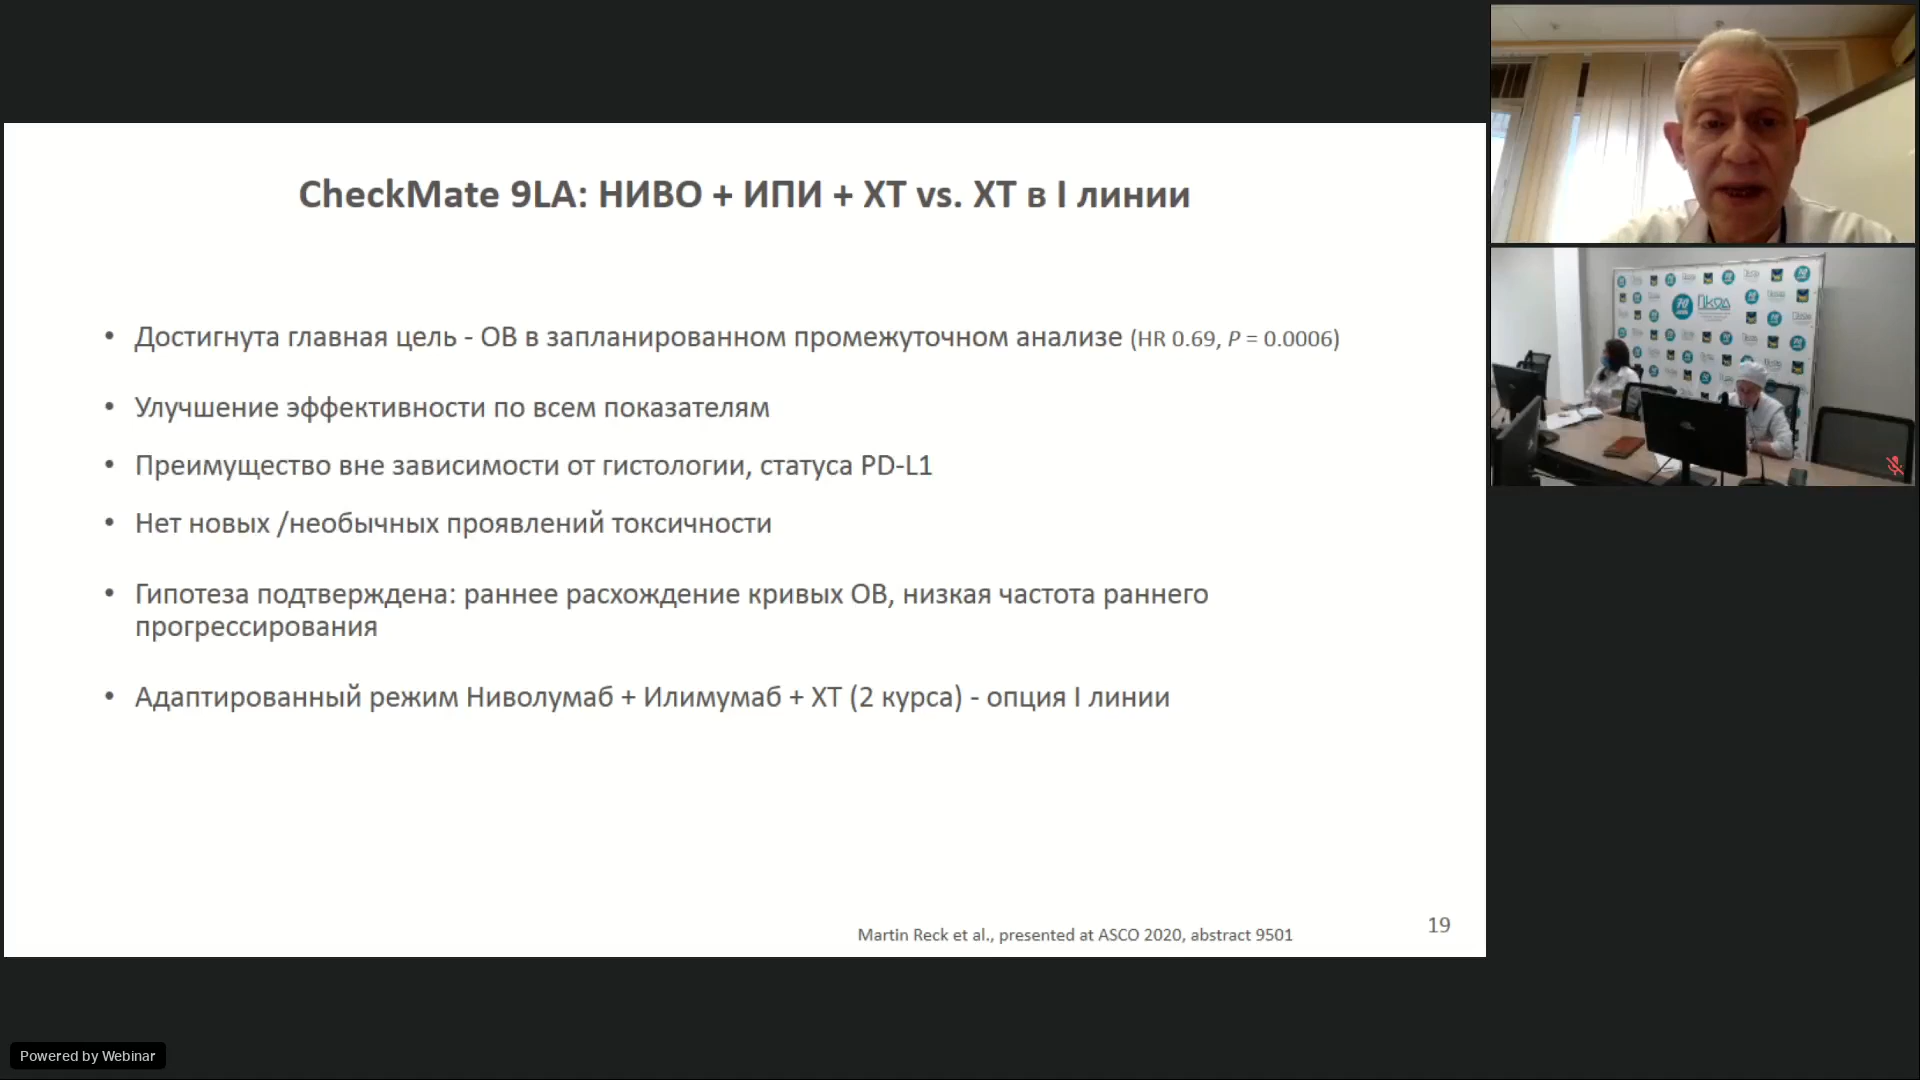 CheckMate 9LA: НИВО + ИПИ + ХТ vs. ХТ в I линии
• Достигнута главная цель - ОВ в запланированном промежуточном анализе (HR 0.69, P = 0.0006)
• Улучшение эффективности по всем показателям
• Преимущество вне зависимости от гистологии, статуса PD-L1
• Нет новых /необычных проявлений токсичности
• Гипотеза подтверждена: раннее расхождение кривых ОВ, низкая частота раннего
прогрессирования
• Адаптированный режим Ниволумаб + Илимумаб + ХТ (2 курса) - опция I линии
Martin Reck et al., presented at ASCO 2020, abstract 9501
19
Powered by Webinar